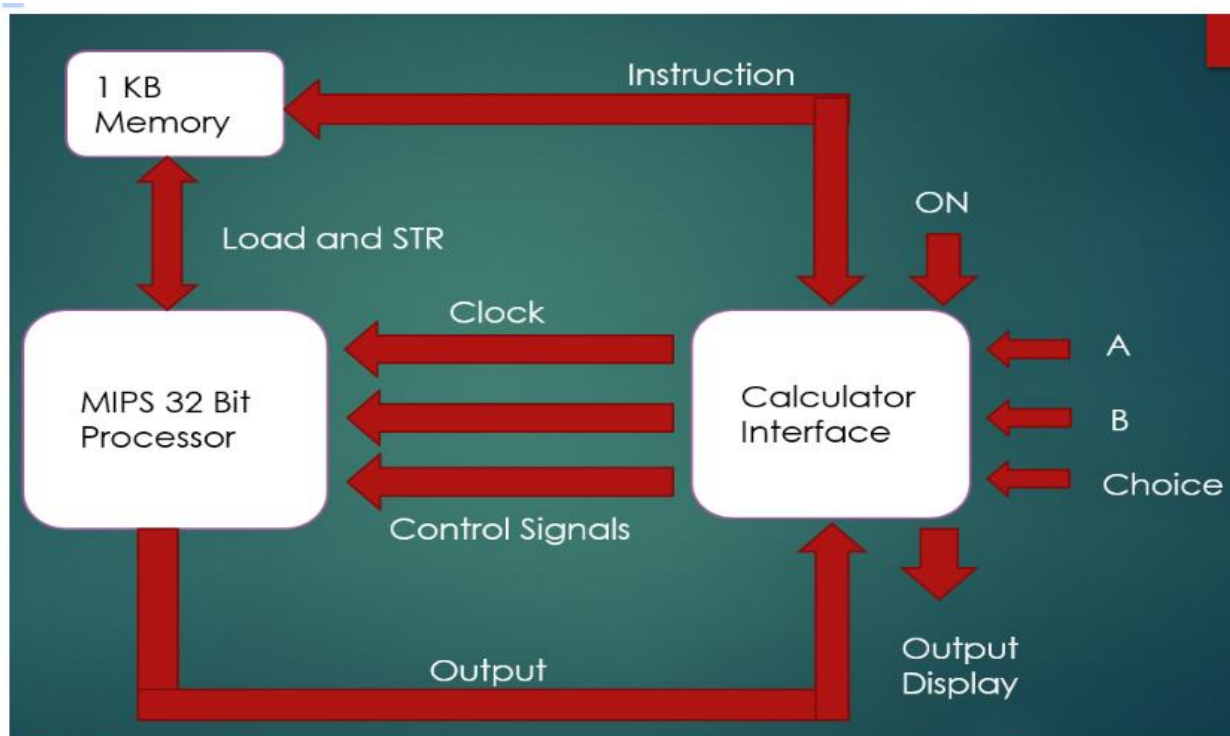 1 KB
Memory
Instruction
ON
Load and STR
Clock
A
MIPS 32 Bit
Processor
Calculator
Interface
B
Choice
Control Signals
Output
Output
Display